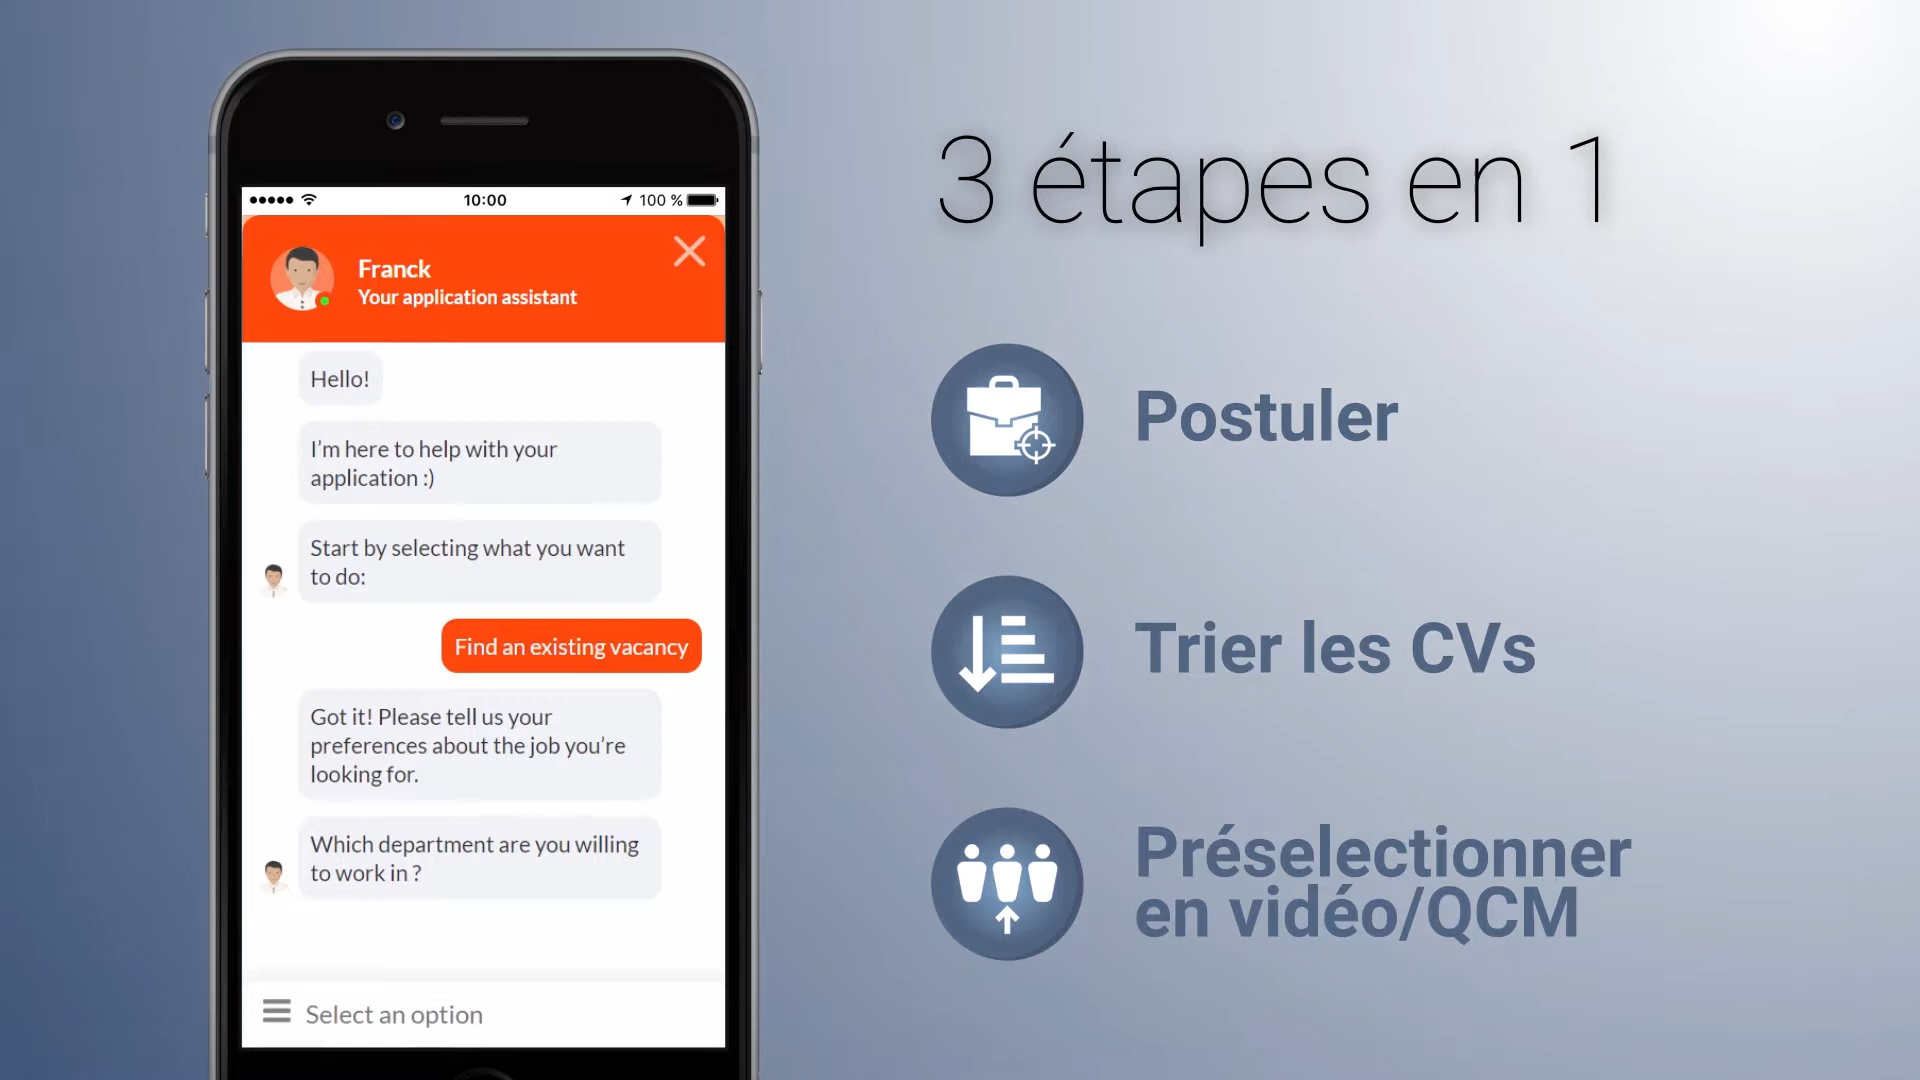 10:00
100 %
Franck
Your application assistant
Hello!
I’m here to help with your
application :)
Start by selecting what you want
to do:
Find an existing vacancy
Got it! Please tell us your
preferences about the job you’re
looking for.
Which department are you willing
to work in ?
Select an option
3 étapes en 1
Postuler
Trier les CVs
Préselectionner
en vidéo/QCM